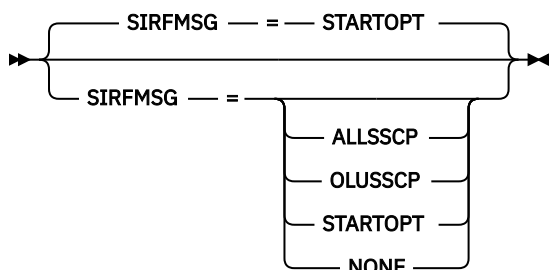 SIRFMSG = STARTOPT
SIRFMSG =
ALLSSCP
OLUSSCP
STARTOPT
NONE